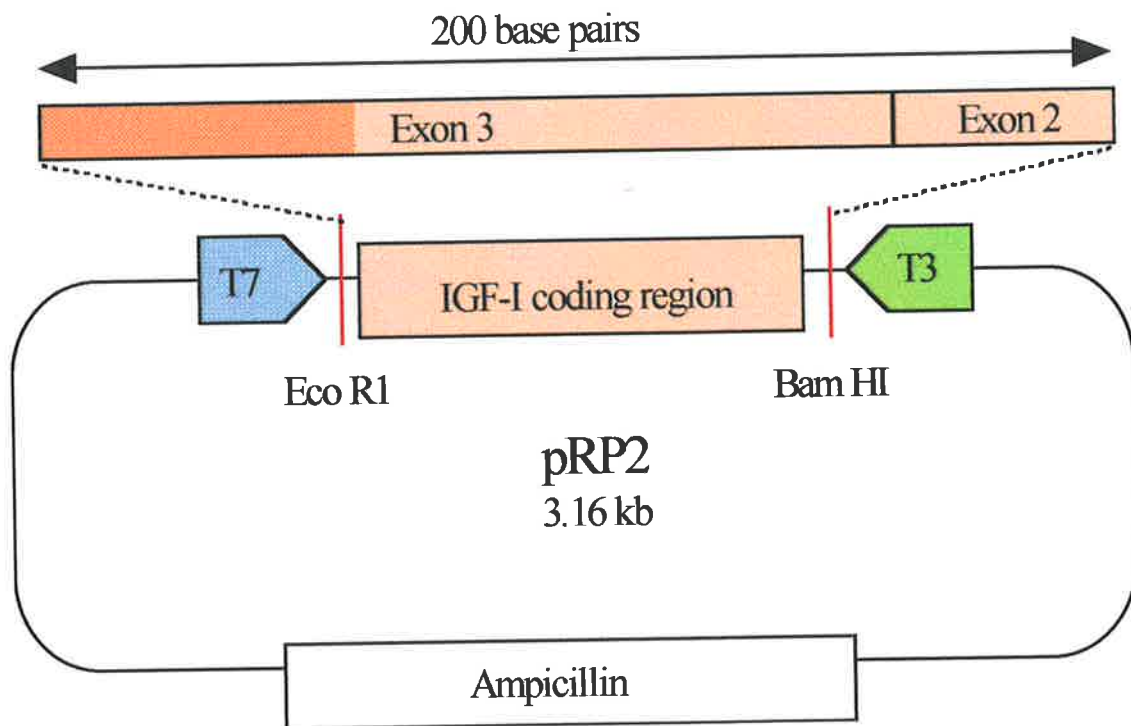 200 base pairs
Exon 3
Exon 2
T7
IGF-I coding region
T3
Eco R1
Bam HI
pRP2
3.16 kb
Ampicillin